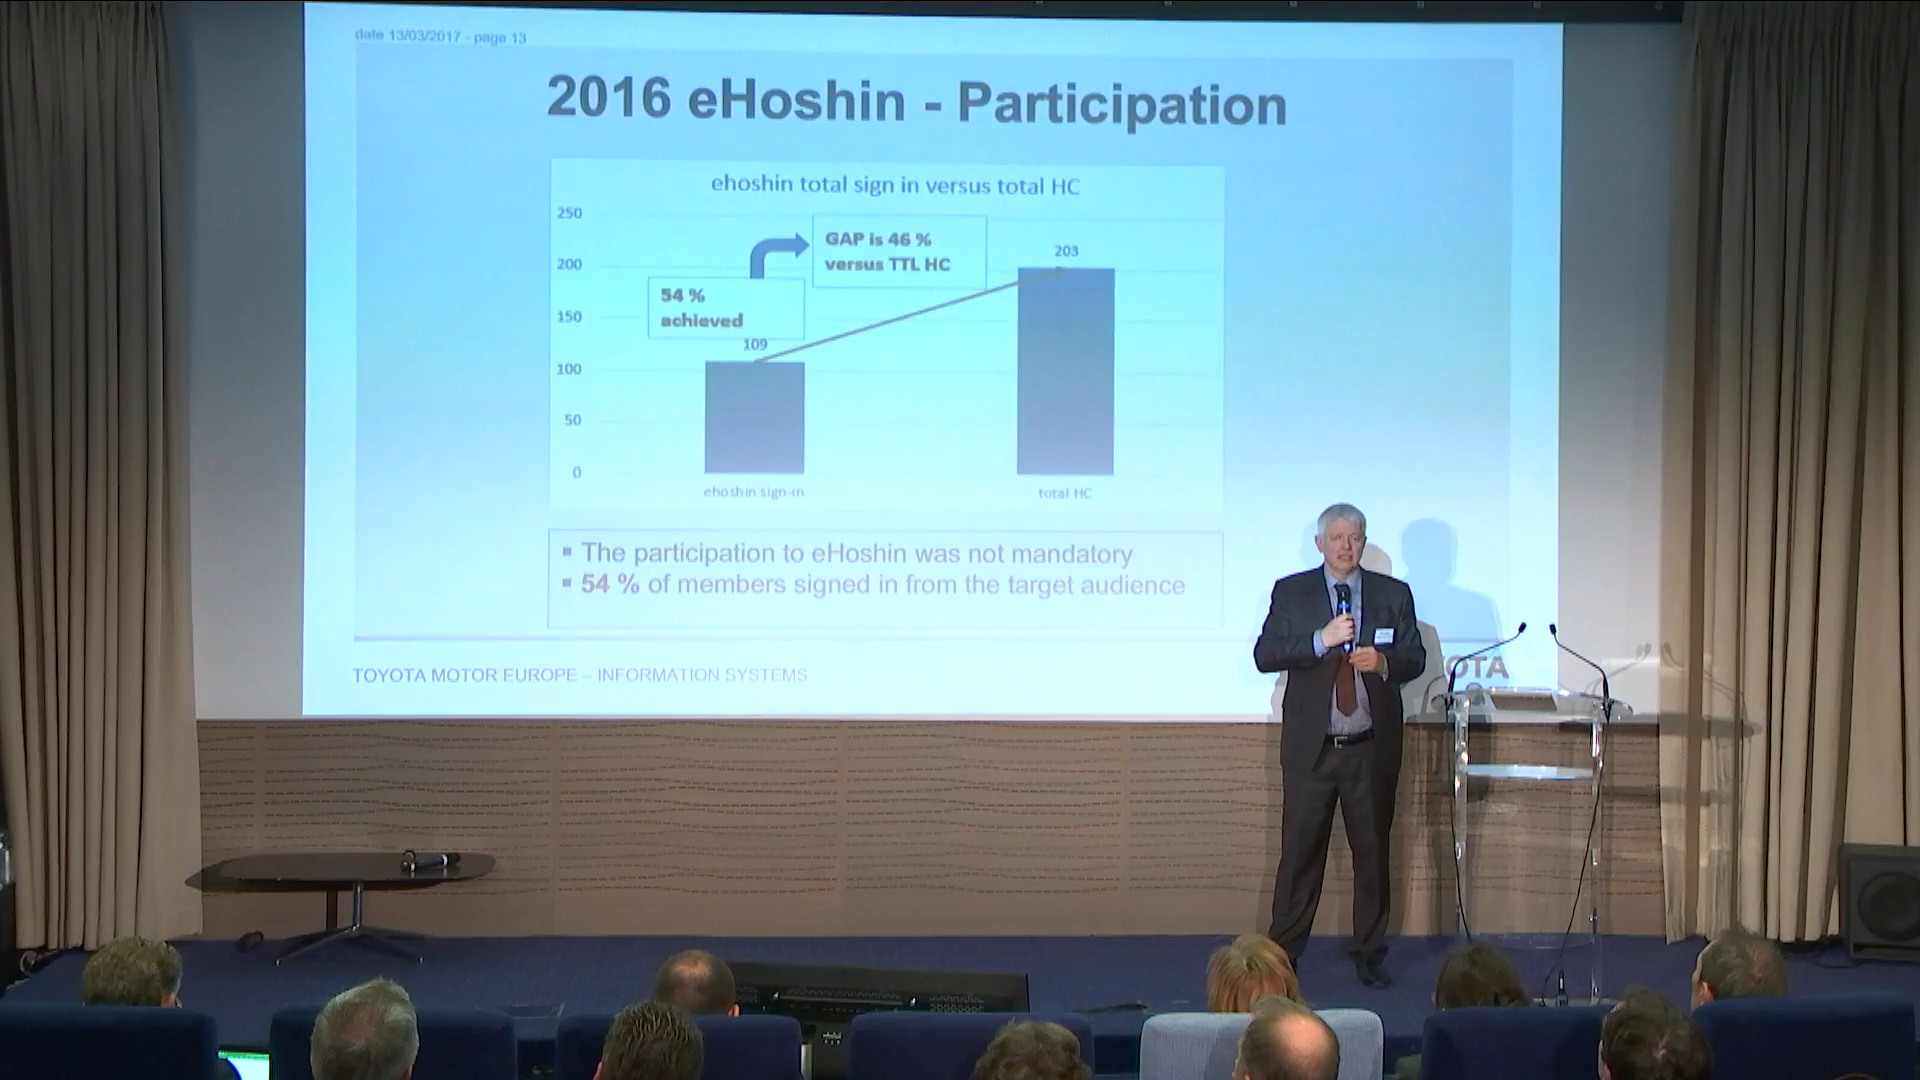 date 13/03/2017 - page 13
2016 eHoshin - Participation
ehoshin total sign in versus total HC
250
200
150
100
50
0
GAP is 46 %
versus TTL HC
54 %
achieved
109
203
ehoshin sign-in
total HC
▪ The participation to eHoshin was not mandatory
▪ 54 % of members signed in from the target audience
TOYOTA MOTOR EUROPE – INFORMATION SYSTEMS
OTA